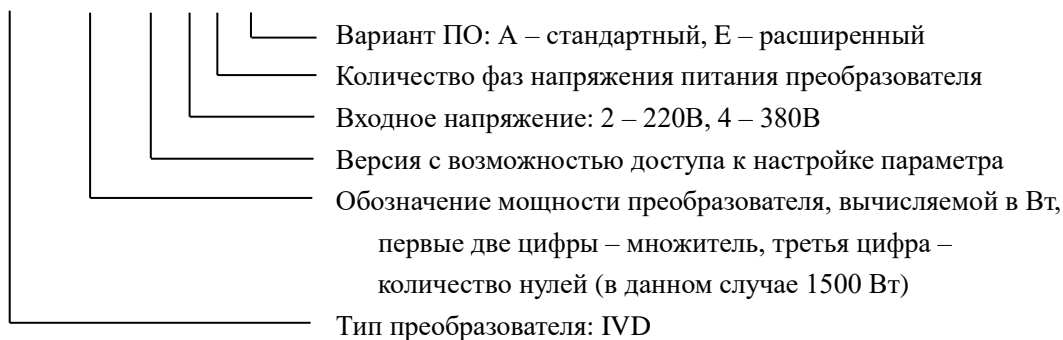 Вариант ПО: A – стандартный, E – расширенный
Количество фаз напряжения питания преобразователя
Входное напряжение: 2 – 220В, 4 – 380В
Версия с возможностью доступа к настройке параметра
Обозначение мощности преобразователя, вычисляемой в Вт,
первые две цифры – множитель, третья цифра –
количество нулей (в данном случае 1500 Вт)
Тип преобразователя: IVD